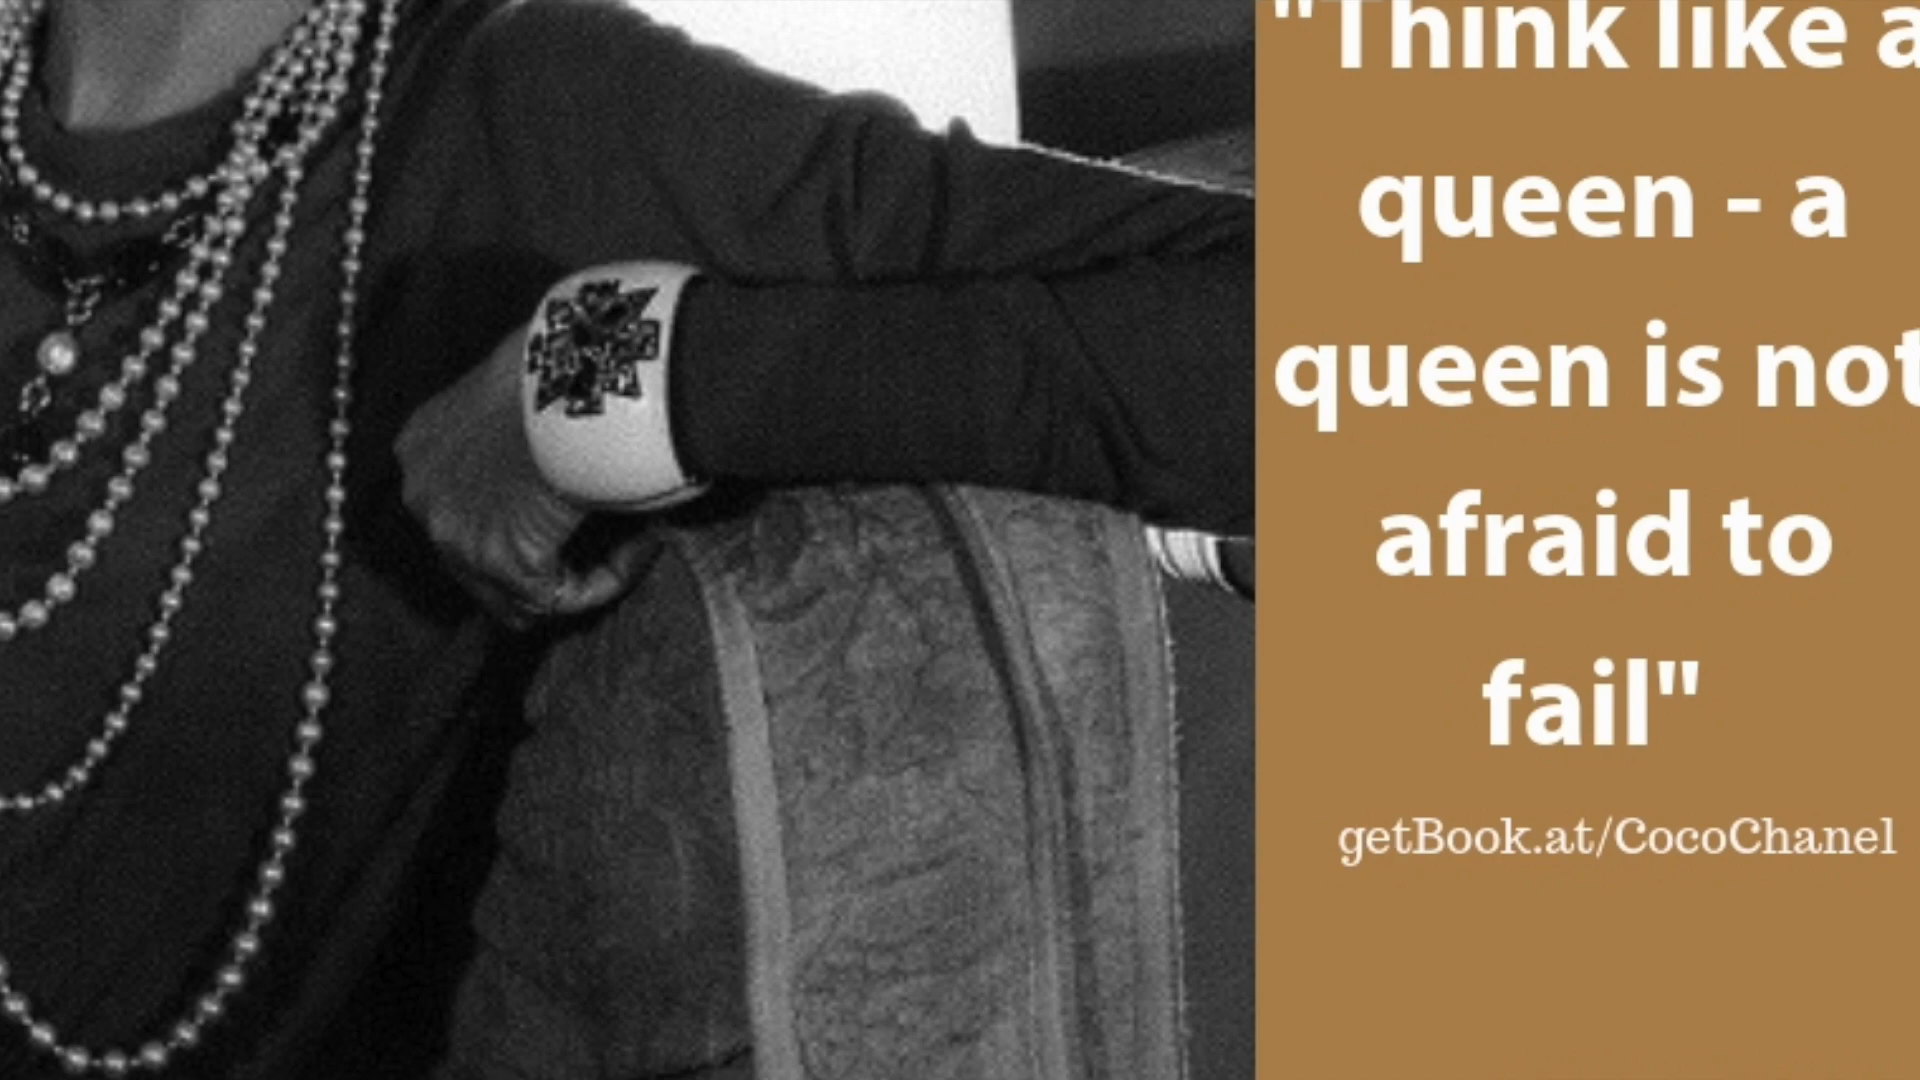 "Think like a
queen - a
queen is not
afraid to
fail"
getBook.at/CocoChanel